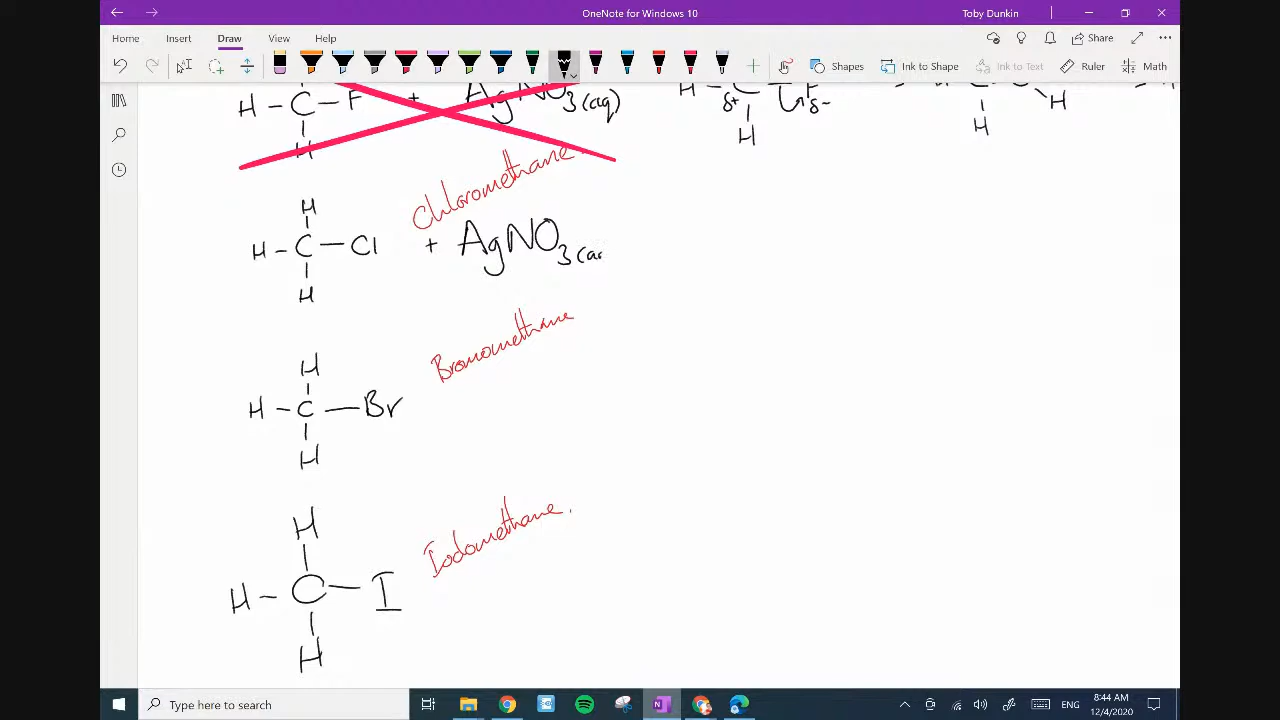 OneNote for Windows 10
Toby Dunkin
Home Insert Draw View Help
Share
Shapes Ink to Shape Ink to Text Ruler Math
H - C - F + AgNO3(aq)
H
δ+ δ-
H
H
H
H
Chloromethane.
H
H - C - Cl + AgNO3(aq
H
Bromomethane
H
H - C - Br
H
Iodomethane.
H
H - C - I
H
Type here to search
ENG
8:44 AM
12/4/2020